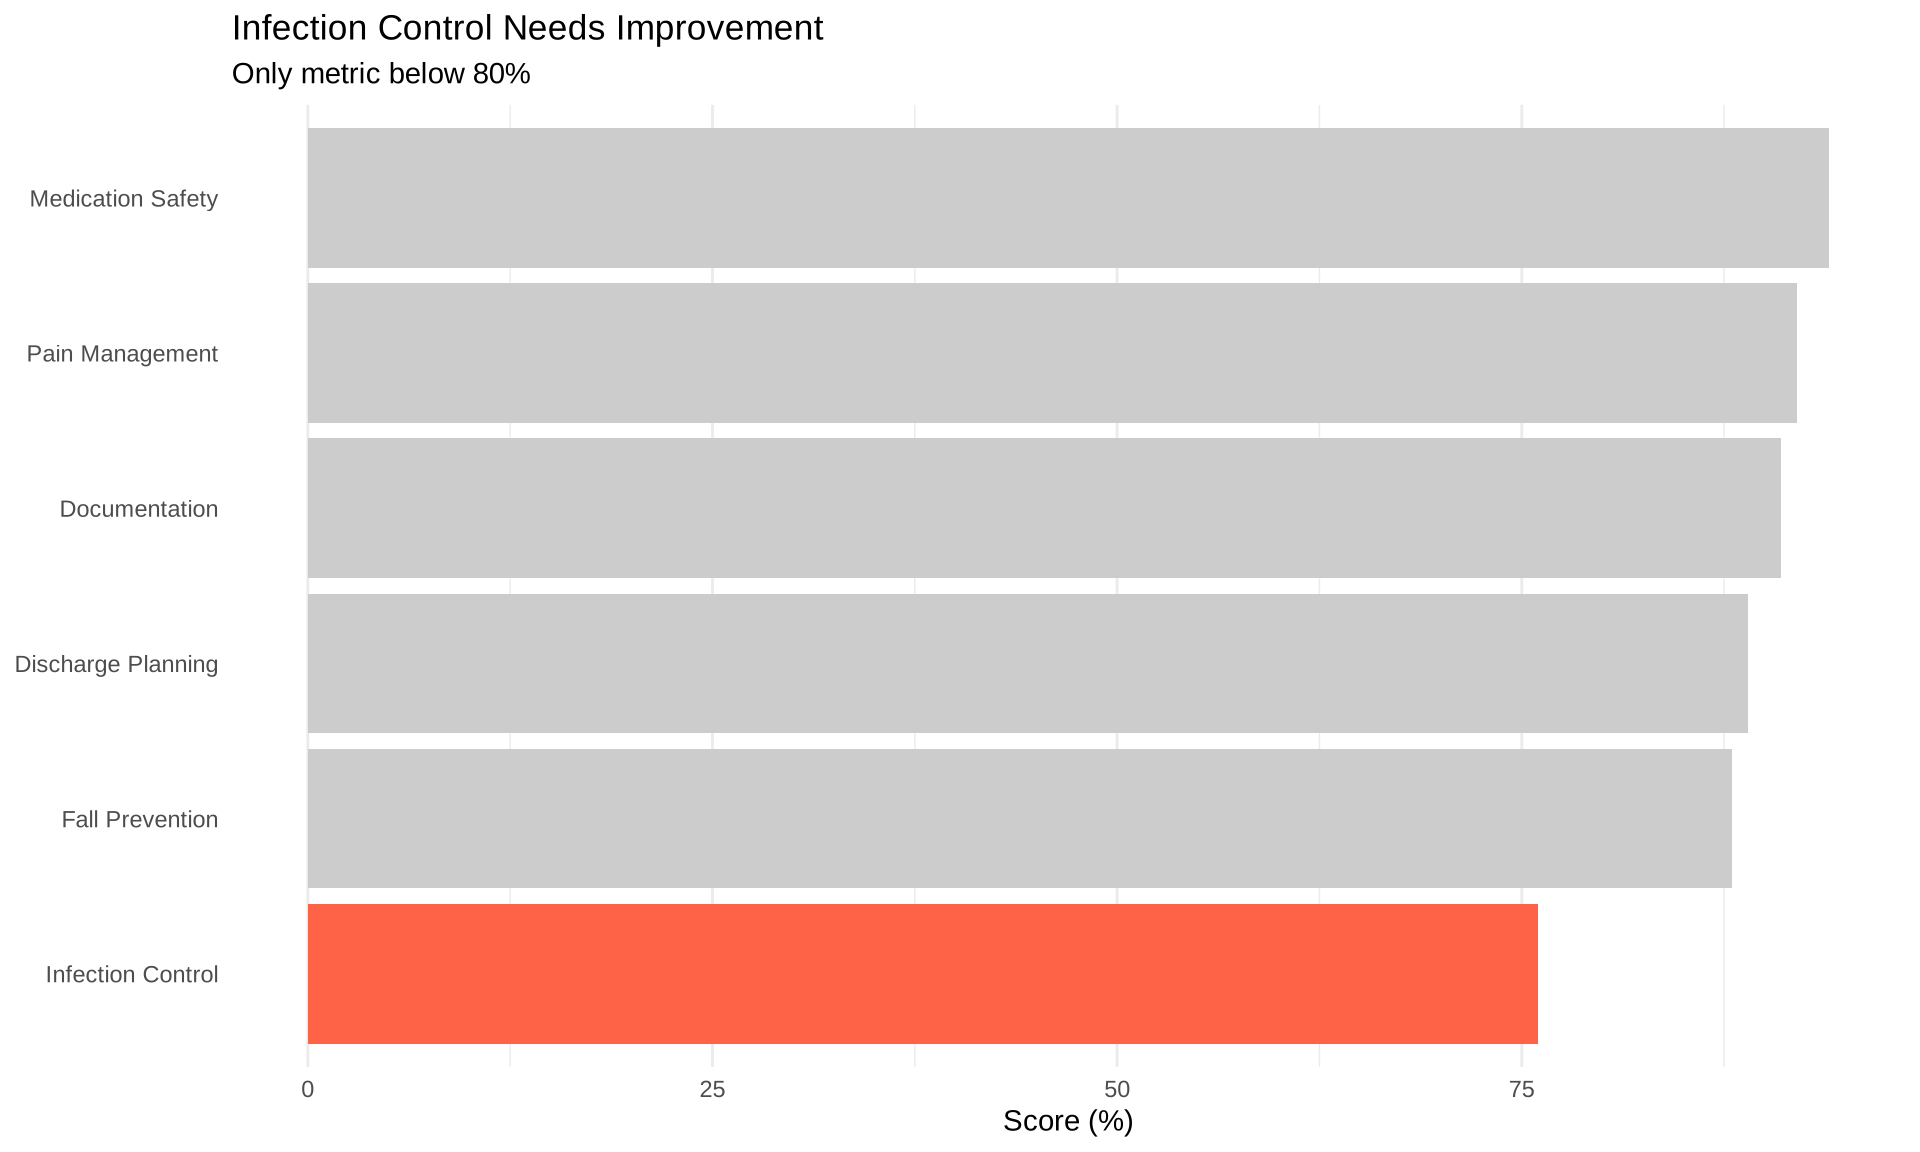 Infection Control Needs Improvement
Only metric below 80%
Medication Safety
Pain Management
Documentation
Discharge Planning
Fall Prevention
Infection Control
0 25 50 75
Score (%)